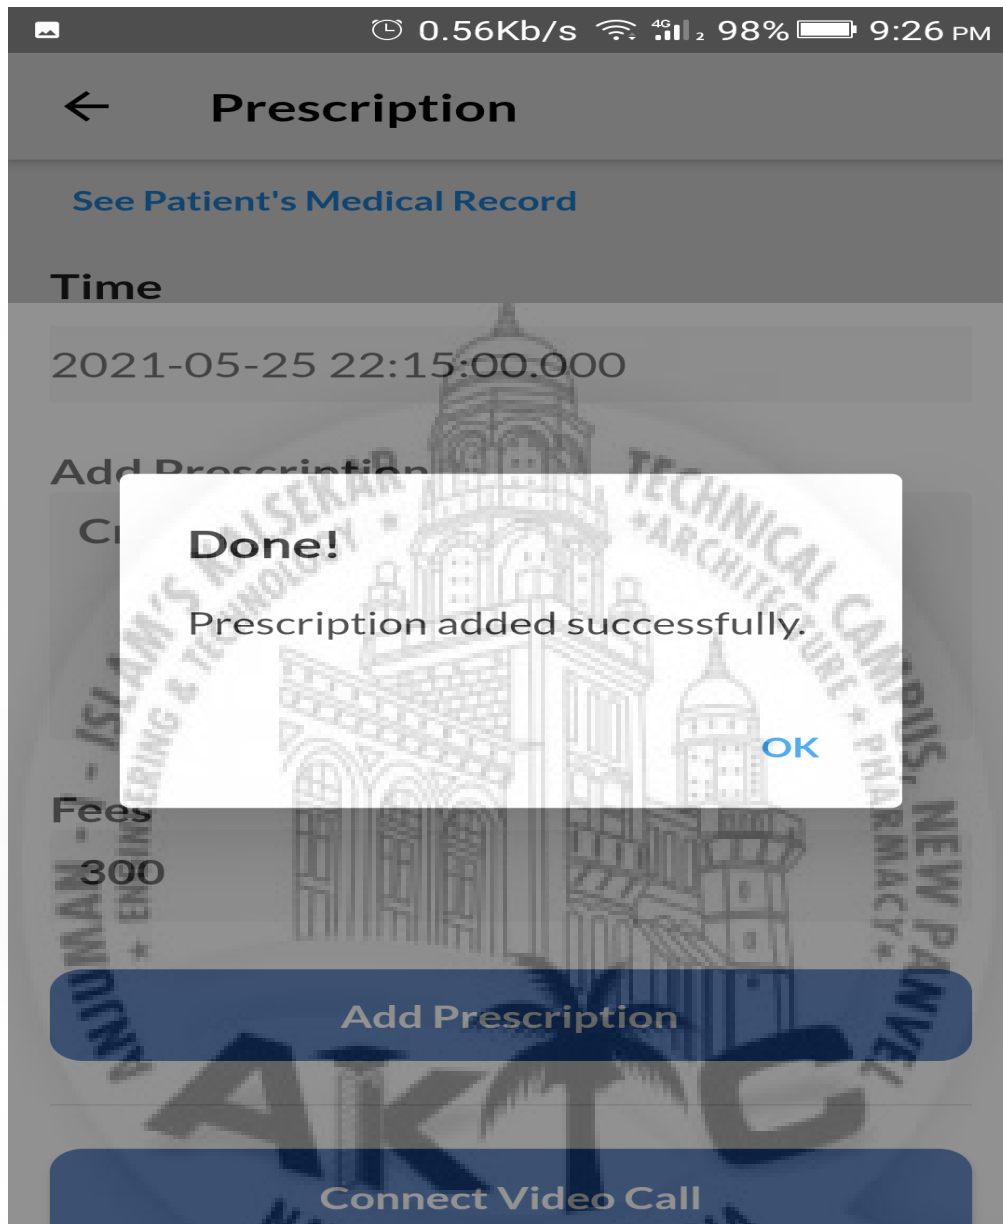 0.56Kb/s 4G 2 98% 9:26 PM
Prescription
See Patient's Medical Record
Time
2021-05-25 22:15:00.000
Add Prescription
Done!
Prescription added successfully.
OK
Fees
300
Add Prescription
Connect Video Call
ANJUMAN - I - ISLAM'S KALSEKAR TECHNICAL CAMPUS, NEW PANVEL
ENGINEERING & TECHNOLOGY * ARCHITECTURE * PHARMACY *
AKTC